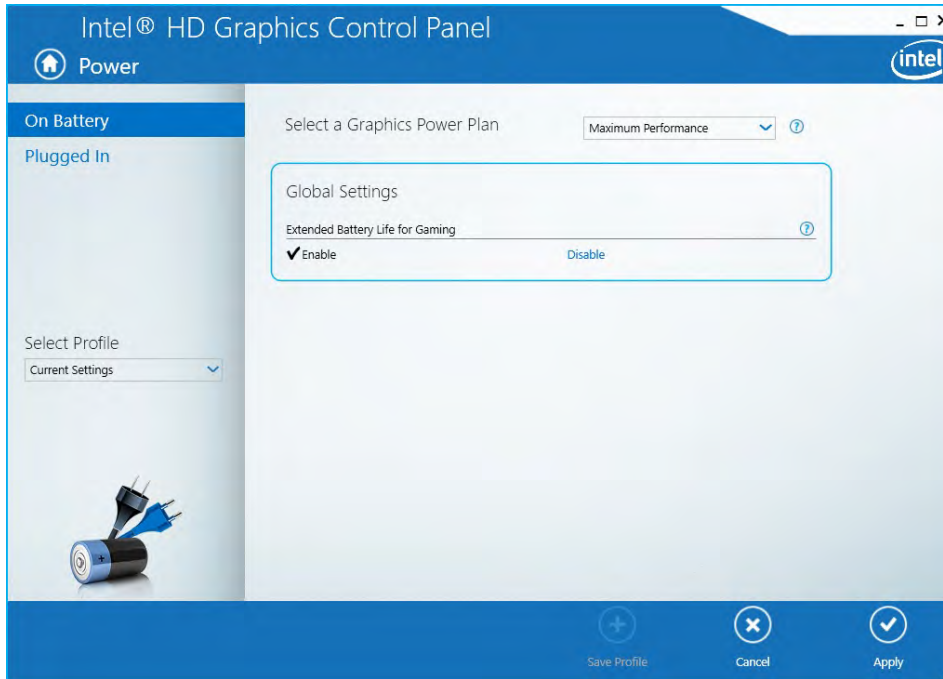 Intel® HD Graphics Control Panel
Power
intel
On Battery
Plugged In
Select Profile
Current Settings
Select a Graphics Power Plan
Maximum Performance
?
Global Settings
Extended Battery Life for Gaming
?
✔Enable
Disable
Save Profile
Cancel
Apply